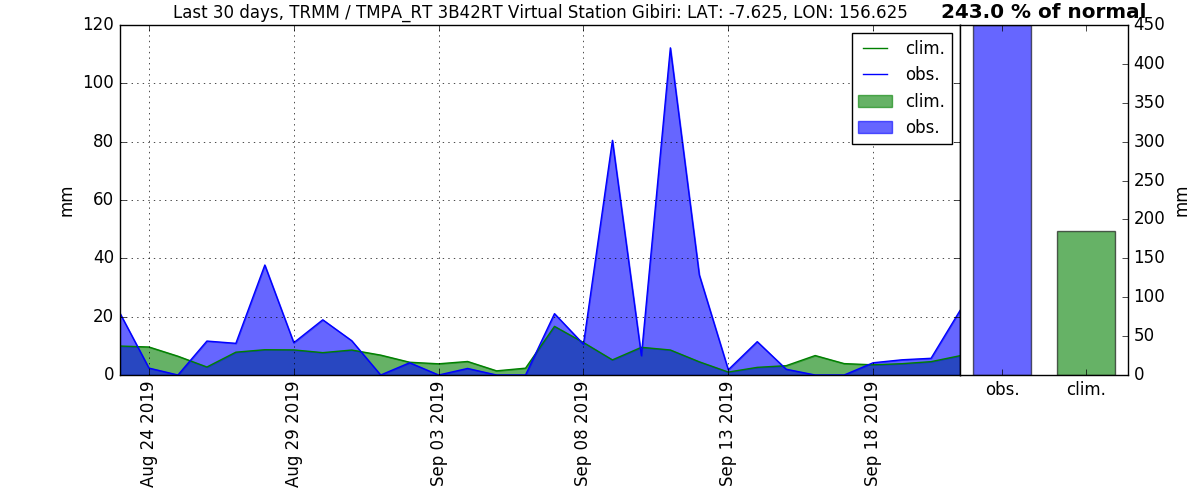 Last 30 days, TRMM / TMPA_RT 3B42RT Virtual Station Gibiri: LAT: -7.625, LON: 156.625
243.0 % of normal
120
100
80
60
40
20
0
mm
clim.
obs.
clim.
obs.
Aug 24 2019
Aug 29 2019
Sep 03 2019
Sep 08 2019
Sep 13 2019
Sep 18 2019
450
400
350
300
250
200
150
100
50
0
mm
obs.
clim.